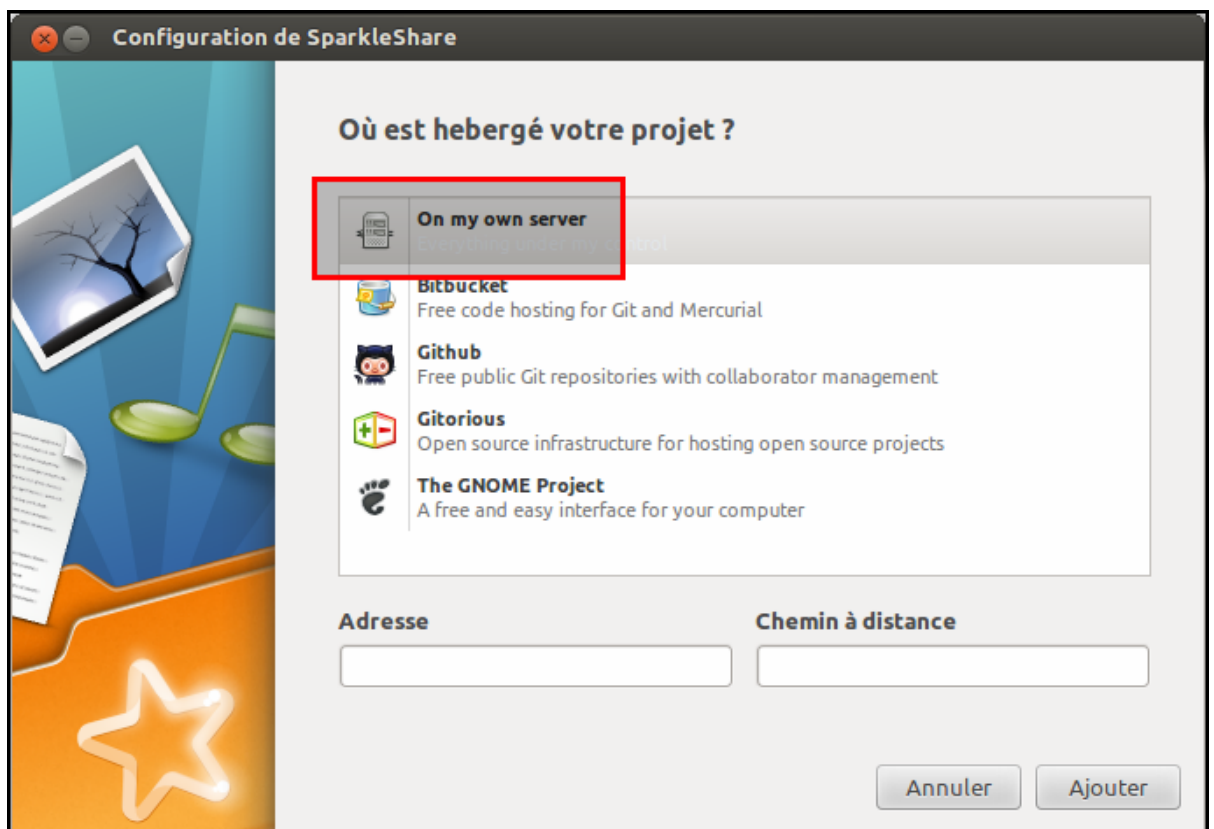 Configuration de SparkleShare
Où est hebergé votre projet ?
On my own server
Everything under my control
Bitbucket
Free code hosting for Git and Mercurial
Github
Free public Git repositories with collaborator management
Gitorious
Open source infrastructure for hosting open source projects
The GNOME Project
A free and easy interface for your computer
Adresse
Chemin à distance
Annuler
Ajouter